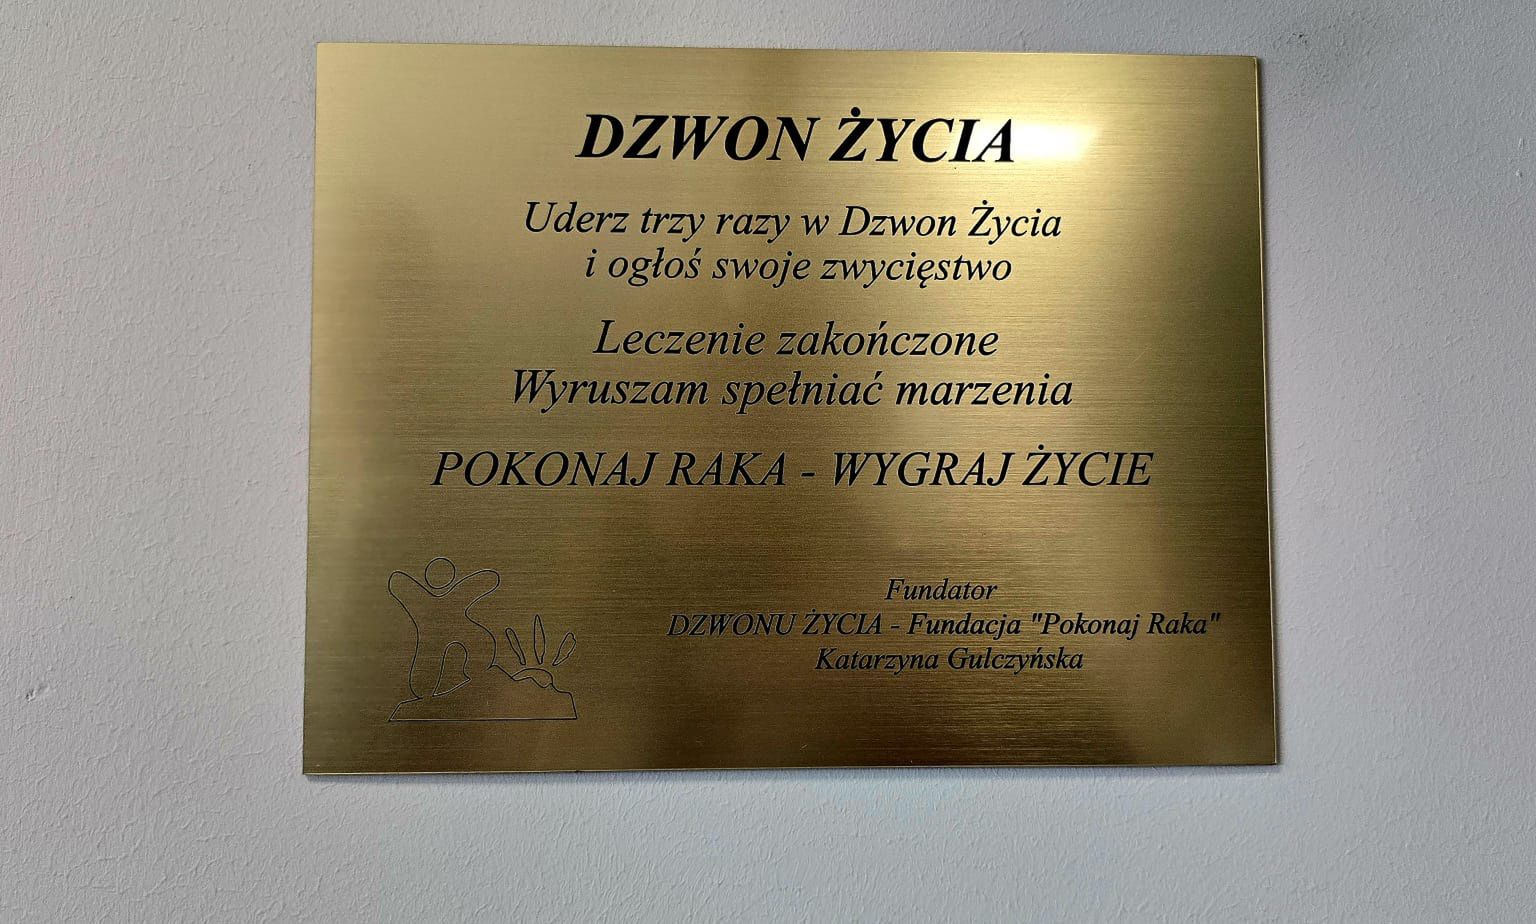 DZWON ŻYCIA
Uderz trzy razy w Dzwon Życia
i ogłoś swoje zwycięstwo
Leczenie zakończone
Wyruszam spełniać marzenia
POKONAJ RAKA - WYGRAJ ŻYCIE
Fundator
DZWONU ŻYCIA - Fundacja "Pokonaj Raka"
Katarzyna Gulczyńska